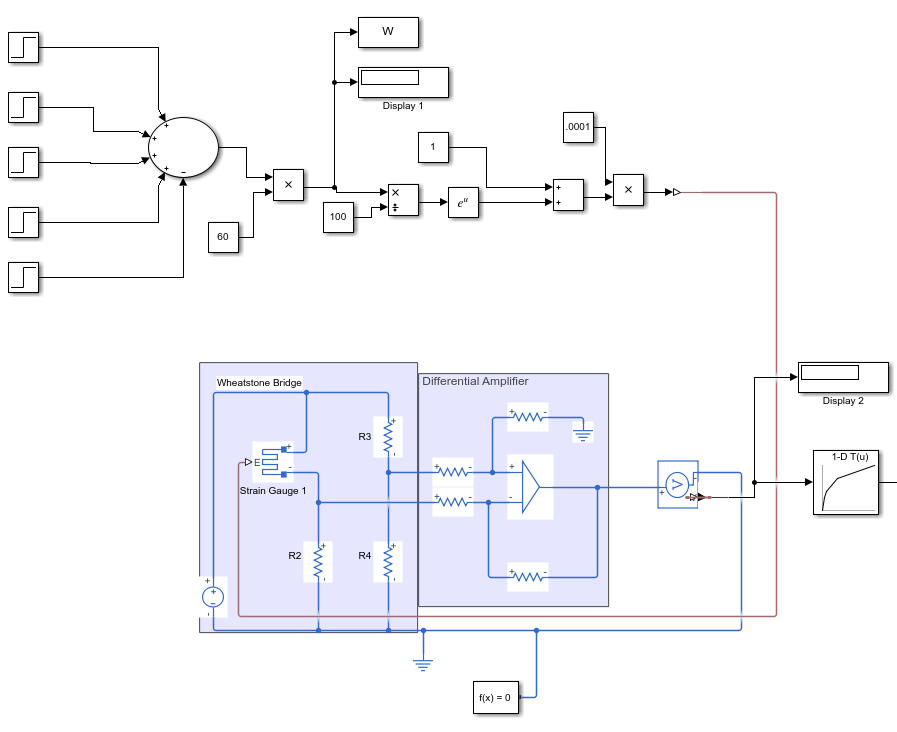 W
Display 1
+
+
+
+
−
×
60
100
×
÷
e^u
1
+
+
.0001
×
Wheatstone Bridge
Differential Amplifier
E
+
-
Strain Gauge 1
R3
+
-
R2
+
-
R4
+
-
+
+
−
-
+ -
+ -
+ -
+
-
+ -
V
+
-
Display 2
1-D T(u)
f(x) = 0